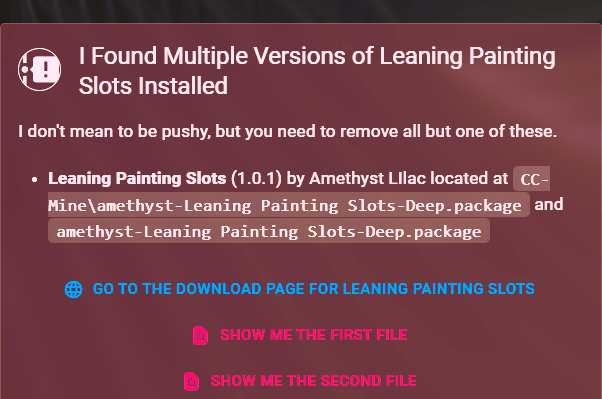 I Found Multiple Versions of Leaning Painting
Slots Installed
I don't mean to be pushy, but you need to remove all but one of these.
• Leaning Painting Slots (1.0.1) by Amethyst LIlac located at CC-
Mine\amethyst-Leaning Painting Slots-Deep.package and
amethyst-Leaning Painting Slots-Deep.package
GO TO THE DOWNLOAD PAGE FOR LEANING PAINTING SLOTS
SHOW ME THE FIRST FILE
SHOW ME THE SECOND FILE